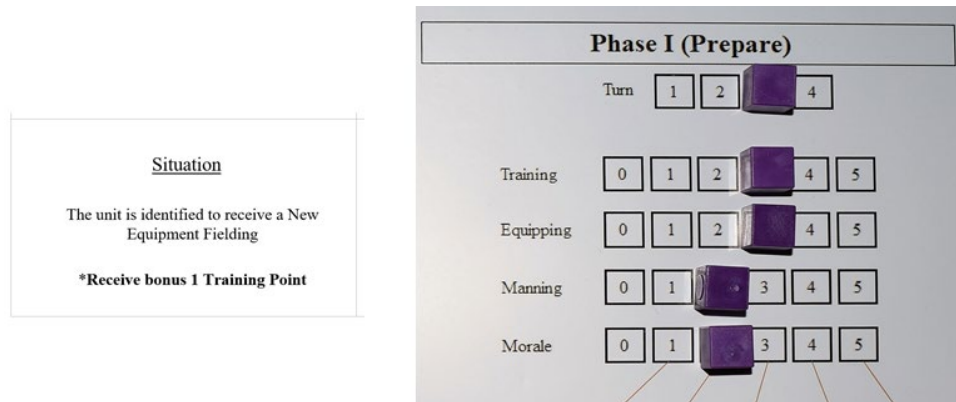 Situation
The unit is identified to receive a New
Equipment Fielding
*Receive bonus 1 Training Point
Phase I (Prepare)
Turn 1 2 4
Training 0 1 2 4 5
Equipping 0 1 2 4 5
Manning 0 1 3 4 5
Morale 0 1 3 4 5